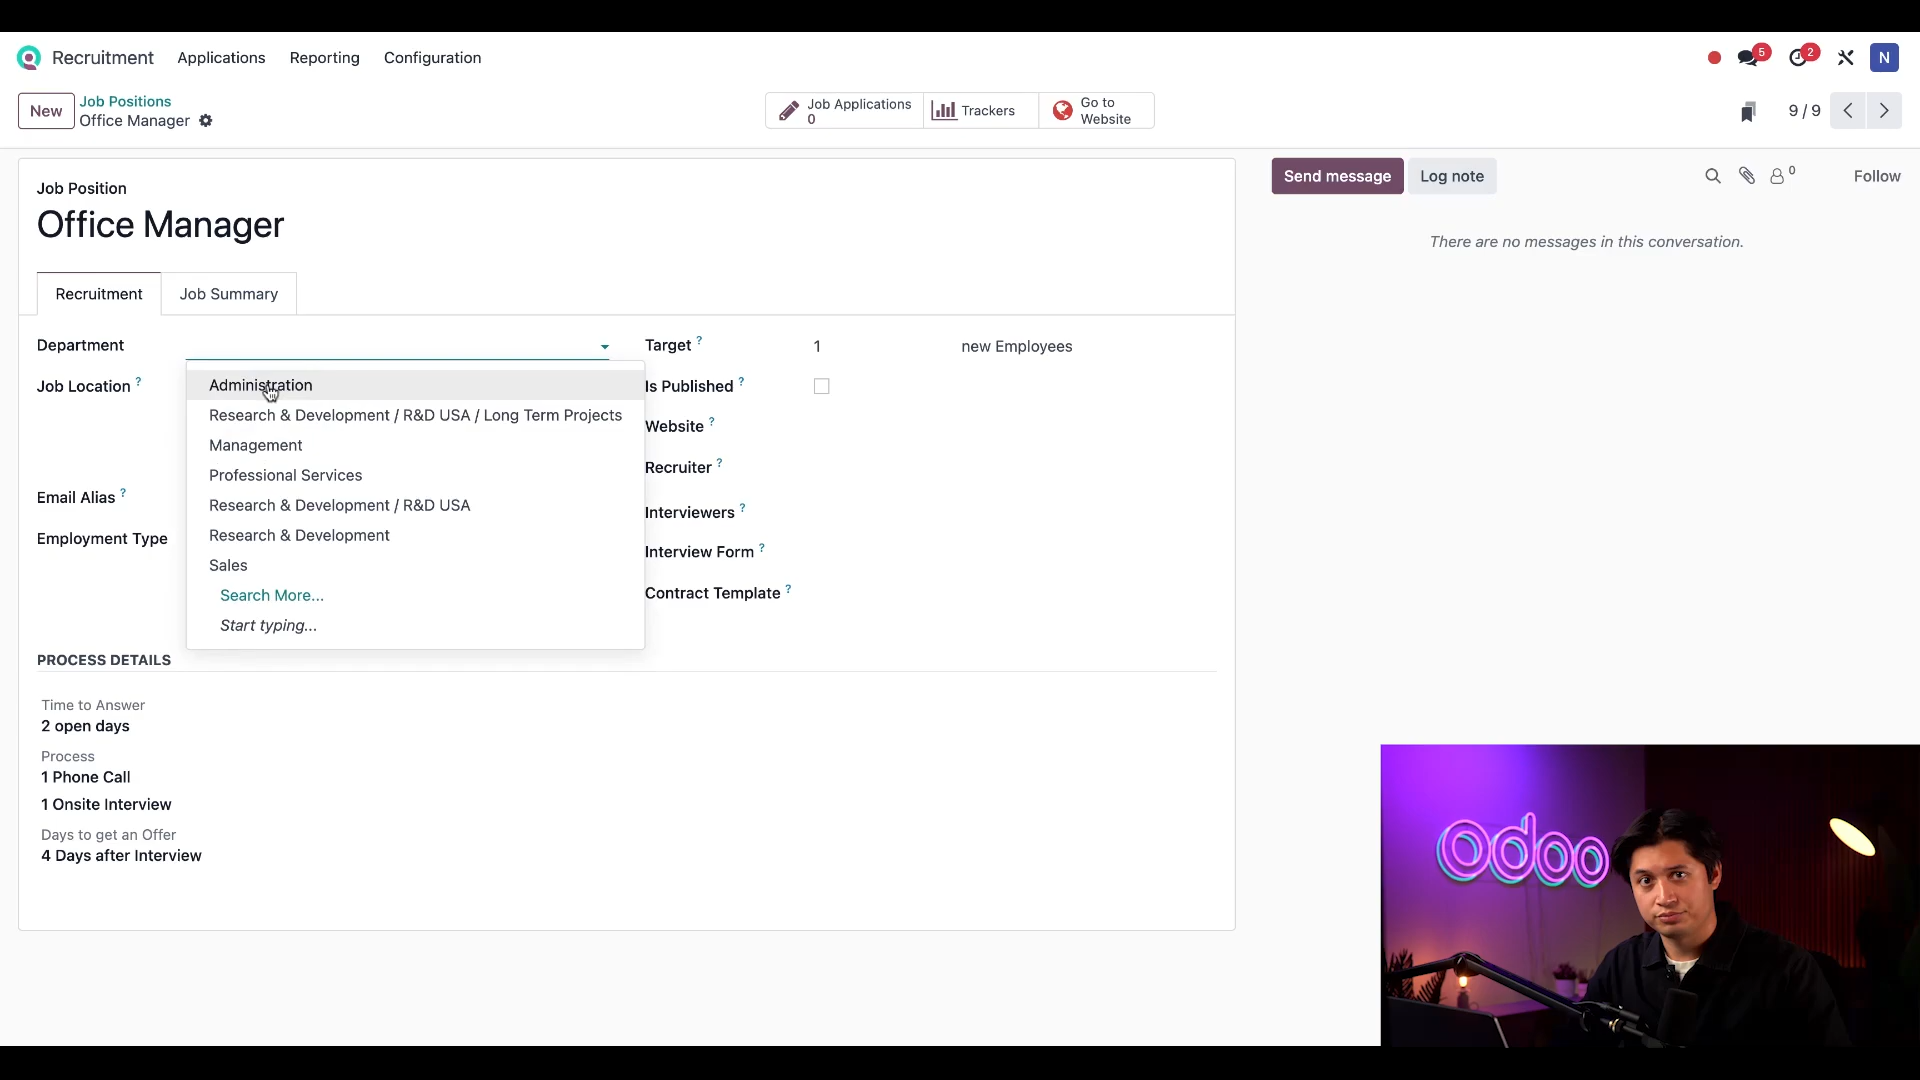 Recruitment
Applications
Reporting
Configuration
5
2
N
New
Job Positions
Office Manager
Job Applications
0
Trackers
Go to
Website
9 / 9
Job Position
Office Manager
Send message
Log note
0
Follow
There are no messages in this conversation.
Recruitment
Job Summary
Department
Job Location ?
Email Alias ?
Employment Type
Administration
Research & Development / R&D USA / Long Term Projects
Management
Professional Services
Research & Development / R&D USA
Research & Development
Sales
Search More...
Start typing...
Target ?
1
new Employees
Is Published ?
Website ?
Recruiter ?
Interviewers ?
Interview Form ?
Contract Template ?
PROCESS DETAILS
Time to Answer
2 open days
Process
1 Phone Call
1 Onsite Interview
Days to get an Offer
4 Days after Interview
odoo